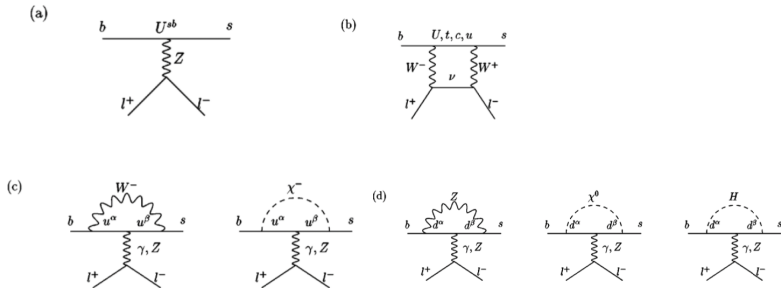 (a)
b U^{sb} s
Z
l^+ l^-
(b)
b U, t, c, u s
W^- W^+
ν
l^+ l^-
(c)
W^-
b u^α u^β s
γ, Z
l^+ l^-
χ^-
b u^α u^β s
γ, Z
l^+ l^-
(d)
Z
b d^α d^β s
γ, Z
l^+ l^-
χ^0
b d^α d^β s
γ, Z
l^+ l^-
H
b d^α d^β s
γ, Z
l^+ l^-